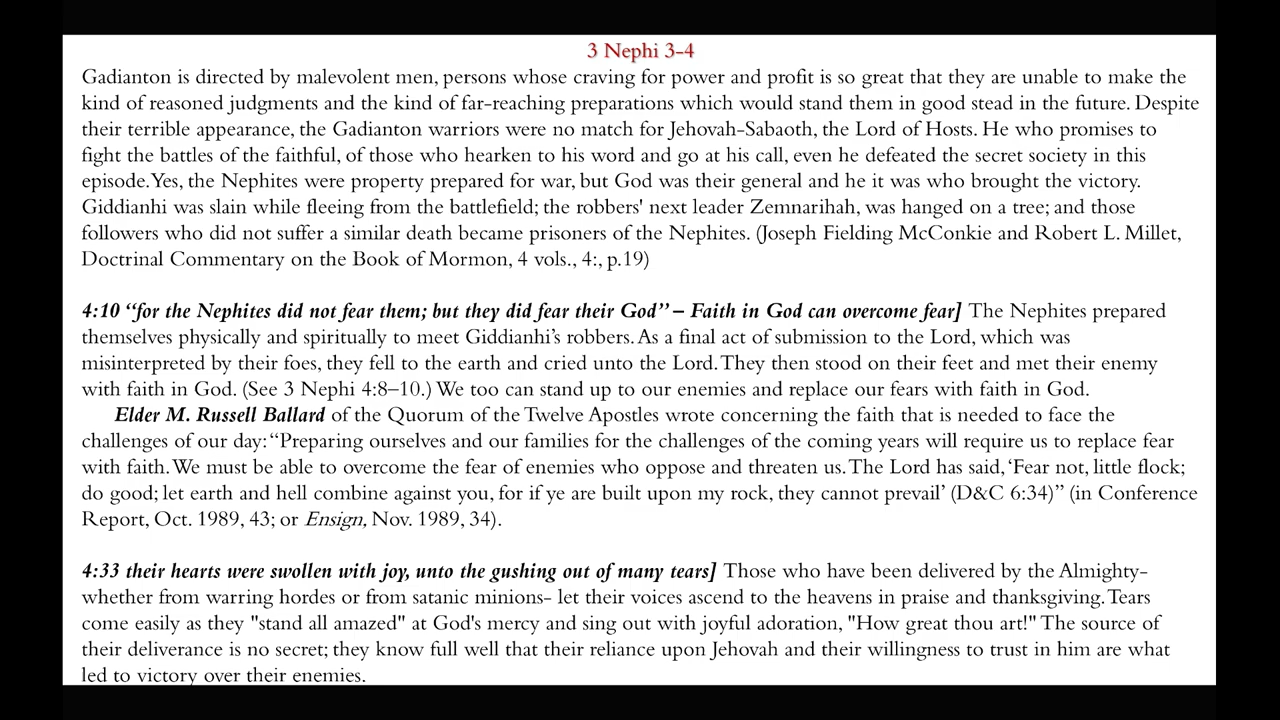 3 Nephi 3-4
Gadianton is directed by malevolent men, persons whose craving for power and profit is so great that they are unable to make the
kind of reasoned judgments and the kind of far-reaching preparations which would stand them in good stead in the future. Despite
their terrible appearance, the Gadianton warriors were no match for Jehovah-Sabaoth, the Lord of Hosts. He who promises to
fight the battles of the faithful, of those who hearken to his word and go at his call, even he defeated the secret society in this
episode. Yes, the Nephites were property prepared for war, but God was their general and he it was who brought the victory.
Giddianhi was slain while fleeing from the battlefield; the robbers' next leader Zemnarihah, was hanged on a tree; and those
followers who did not suffer a similar death became prisoners of the Nephites. (Joseph Fielding McConkie and Robert L. Millet,
Doctrinal Commentary on the Book of Mormon, 4 vols., 4:, p.19)
4:10 “for the Nephites did not fear them; but they did fear their God” – Faith in God can overcome fear] The Nephites prepared
themselves physically and spiritually to meet Giddianhi’s robbers. As a final act of submission to the Lord, which was
misinterpreted by their foes, they fell to the earth and cried unto the Lord. They then stood on their feet and met their enemy
with faith in God. (See 3 Nephi 4:8–10.) We too can stand up to our enemies and replace our fears with faith in God.
Elder M. Russell Ballard of the Quorum of the Twelve Apostles wrote concerning the faith that is needed to face the
challenges of our day: “Preparing ourselves and our families for the challenges of the coming years will require us to replace fear
with faith. We must be able to overcome the fear of enemies who oppose and threaten us. The Lord has said, ‘Fear not, little flock;
do good; let earth and hell combine against you, for if ye are built upon my rock, they cannot prevail’ (D&C 6:34)” (in Conference
Report, Oct. 1989, 43; or Ensign, Nov. 1989, 34).
4:33 their hearts were swollen with joy, unto the gushing out of many tears] Those who have been delivered by the Almighty-
whether from warring hordes or from satanic minions- let their voices ascend to the heavens in praise and thanksgiving. Tears
come easily as they "stand all amazed" at God's mercy and sing out with joyful adoration, "How great thou art!" The source of
their deliverance is no secret; they know full well that their reliance upon Jehovah and their willingness to trust in him are what
led to victory over their enemies.